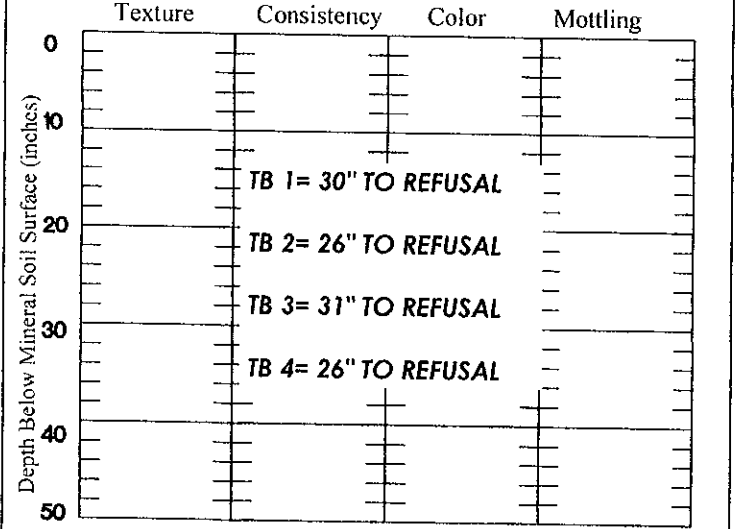 Texture Consistency Color Mottling
Depth Below Mineral Soil Surface (inches)
0
10
TB 1= 30" TO REFUSAL
20
TB 2= 26" TO REFUSAL
TB 3= 31" TO REFUSAL
30
TB 4= 26" TO REFUSAL
40
50